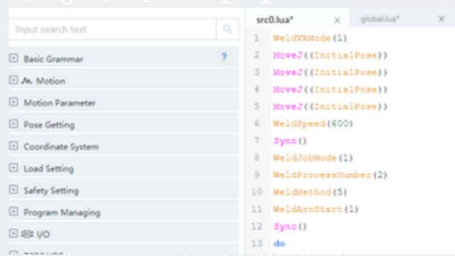 Input search text
Basic Grammar
?
Motion
Motion Parameter
Pose Getting
Coordinate System
Load Setting
Safety Setting
Program Managing
I/O
src0.lua* x global.lua* x
1 WeldVRMode(1)
2 MoveJ((InitialPose))
3 MoveJ((InitialPose))
4 MoveJ((InitialPose))
5 MoveJ((InitialPose))
6 WeldSpeed(600)
7 Sync()
8 WeldJobMode(1)
9 WeldProcessNumber(2)
10 WeldMethod(5)
11 WeldArcStart(1)
12 Sync()
13 do